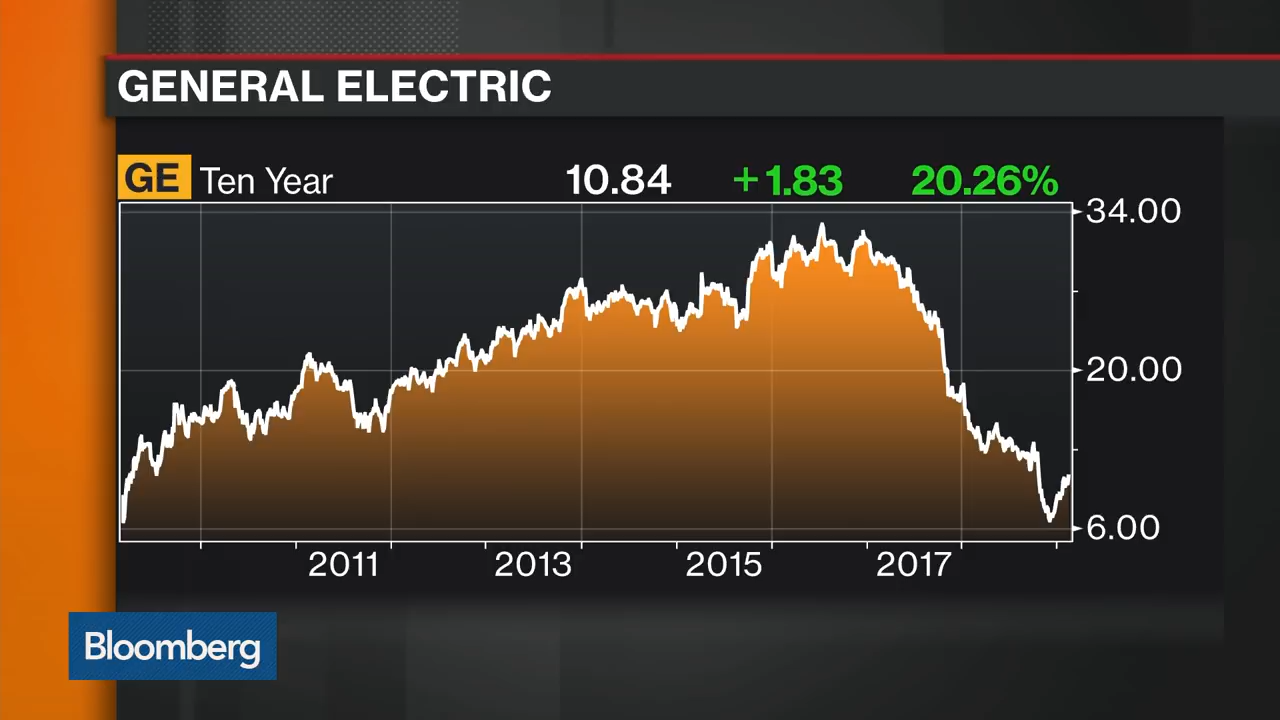 GENERAL ELECTRIC
GE Ten Year 10.84 +1.83 20.26%
34.00
20.00
6.00
2011 2013 2015 2017
Bloomberg